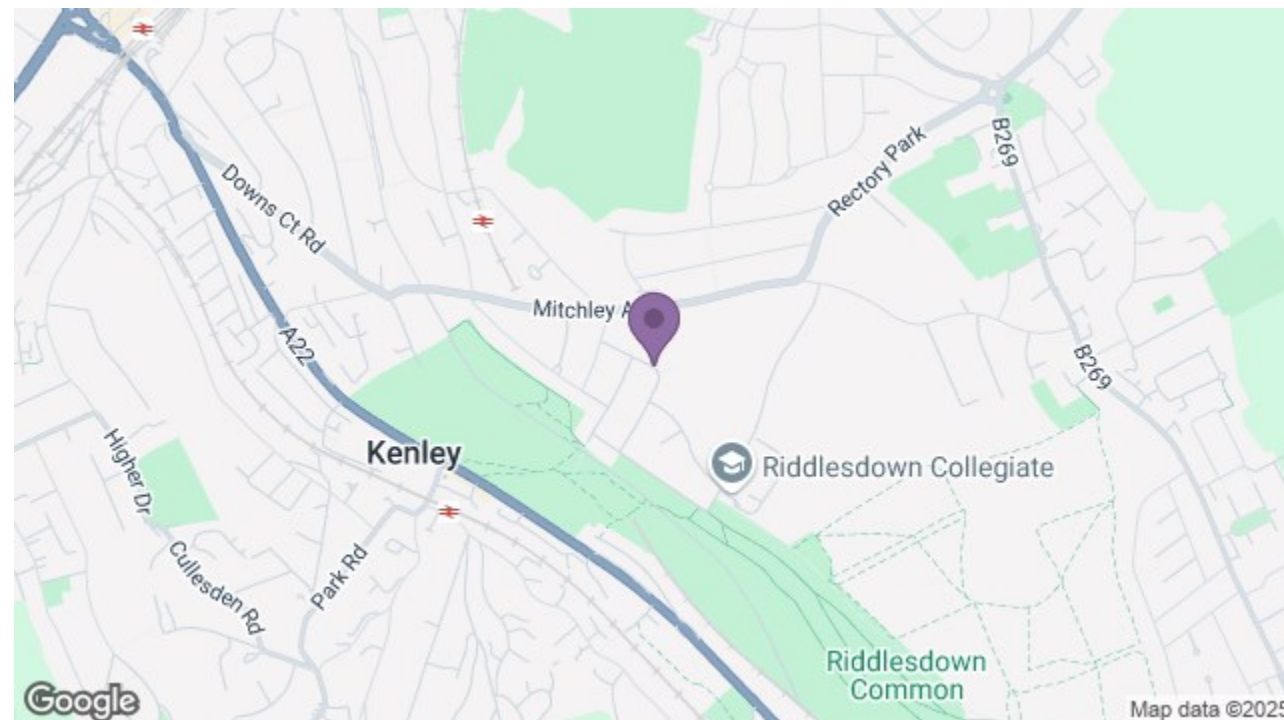 Downs Ct Rd
Rectory Park
B269
Mitchley A
A22
B269
Kenley
Higher Dr
Riddlesdown Collegiate
Cullesden Rd
Park Rd
Riddlesdown
Common
Google
Map data ©2025